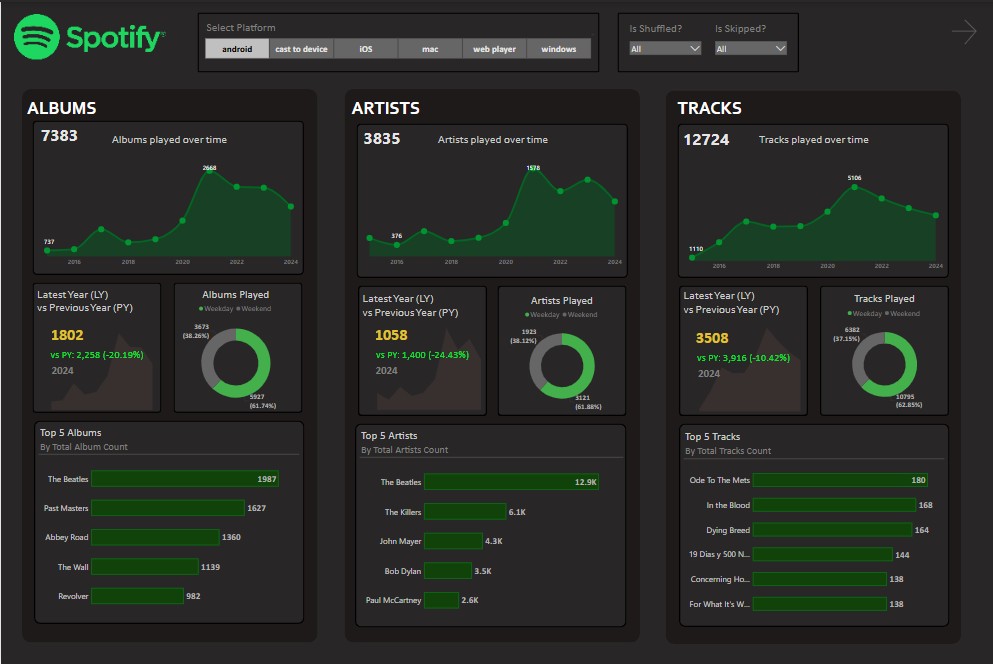 Spotify
Select Platform
android cast to device iOS mac web player windows
Is Shuffled? Is Skipped?
All All
ALBUMS
7383 Albums played over time
2668
737
2016 2018 2020 2022 2024
Latest Year (LY)
vs Previous Year (PY)
1802
vs PY: 2,258 (-20.19%)
2024
Albums Played
Weekday Weekend
3673
(38.26%)
5927
(61.74%)
Top 5 Albums
By Total Album Count
The Beatles 1987
Past Masters 1627
Abbey Road 1360
The Wall 1139
Revolver 982
ARTISTS
3835 Artists played over time
1578
376
2016 2018 2020 2022 2024
Latest Year (LY)
vs Previous Year (PY)
1058
vs PY: 1,400 (-24.43%)
2024
Artists Played
Weekday Weekend
1923
(38.12%)
3121
(61.88%)
Top 5 Artists
By Total Artists Count
The Beatles 12.9K
The Killers 6.1K
John Mayer 4.3K
Bob Dylan 3.5K
Paul McCartney 2.6K
TRACKS
12724 Tracks played over time
5106
1110
2016 2018 2020 2022 2024
Latest Year (LY)
vs Previous Year (PY)
3508
vs PY: 3,916 (-10.42%)
2024
Tracks Played
Weekday Weekend
6382
(37.15%)
10795
(62.85%)
Top 5 Tracks
By Total Tracks Count
Ode To The Mets 180
In the Blood 168
Dying Breed 164
19 Dias y 500 N... 144
Concerning Ho... 138
For What It's W... 138